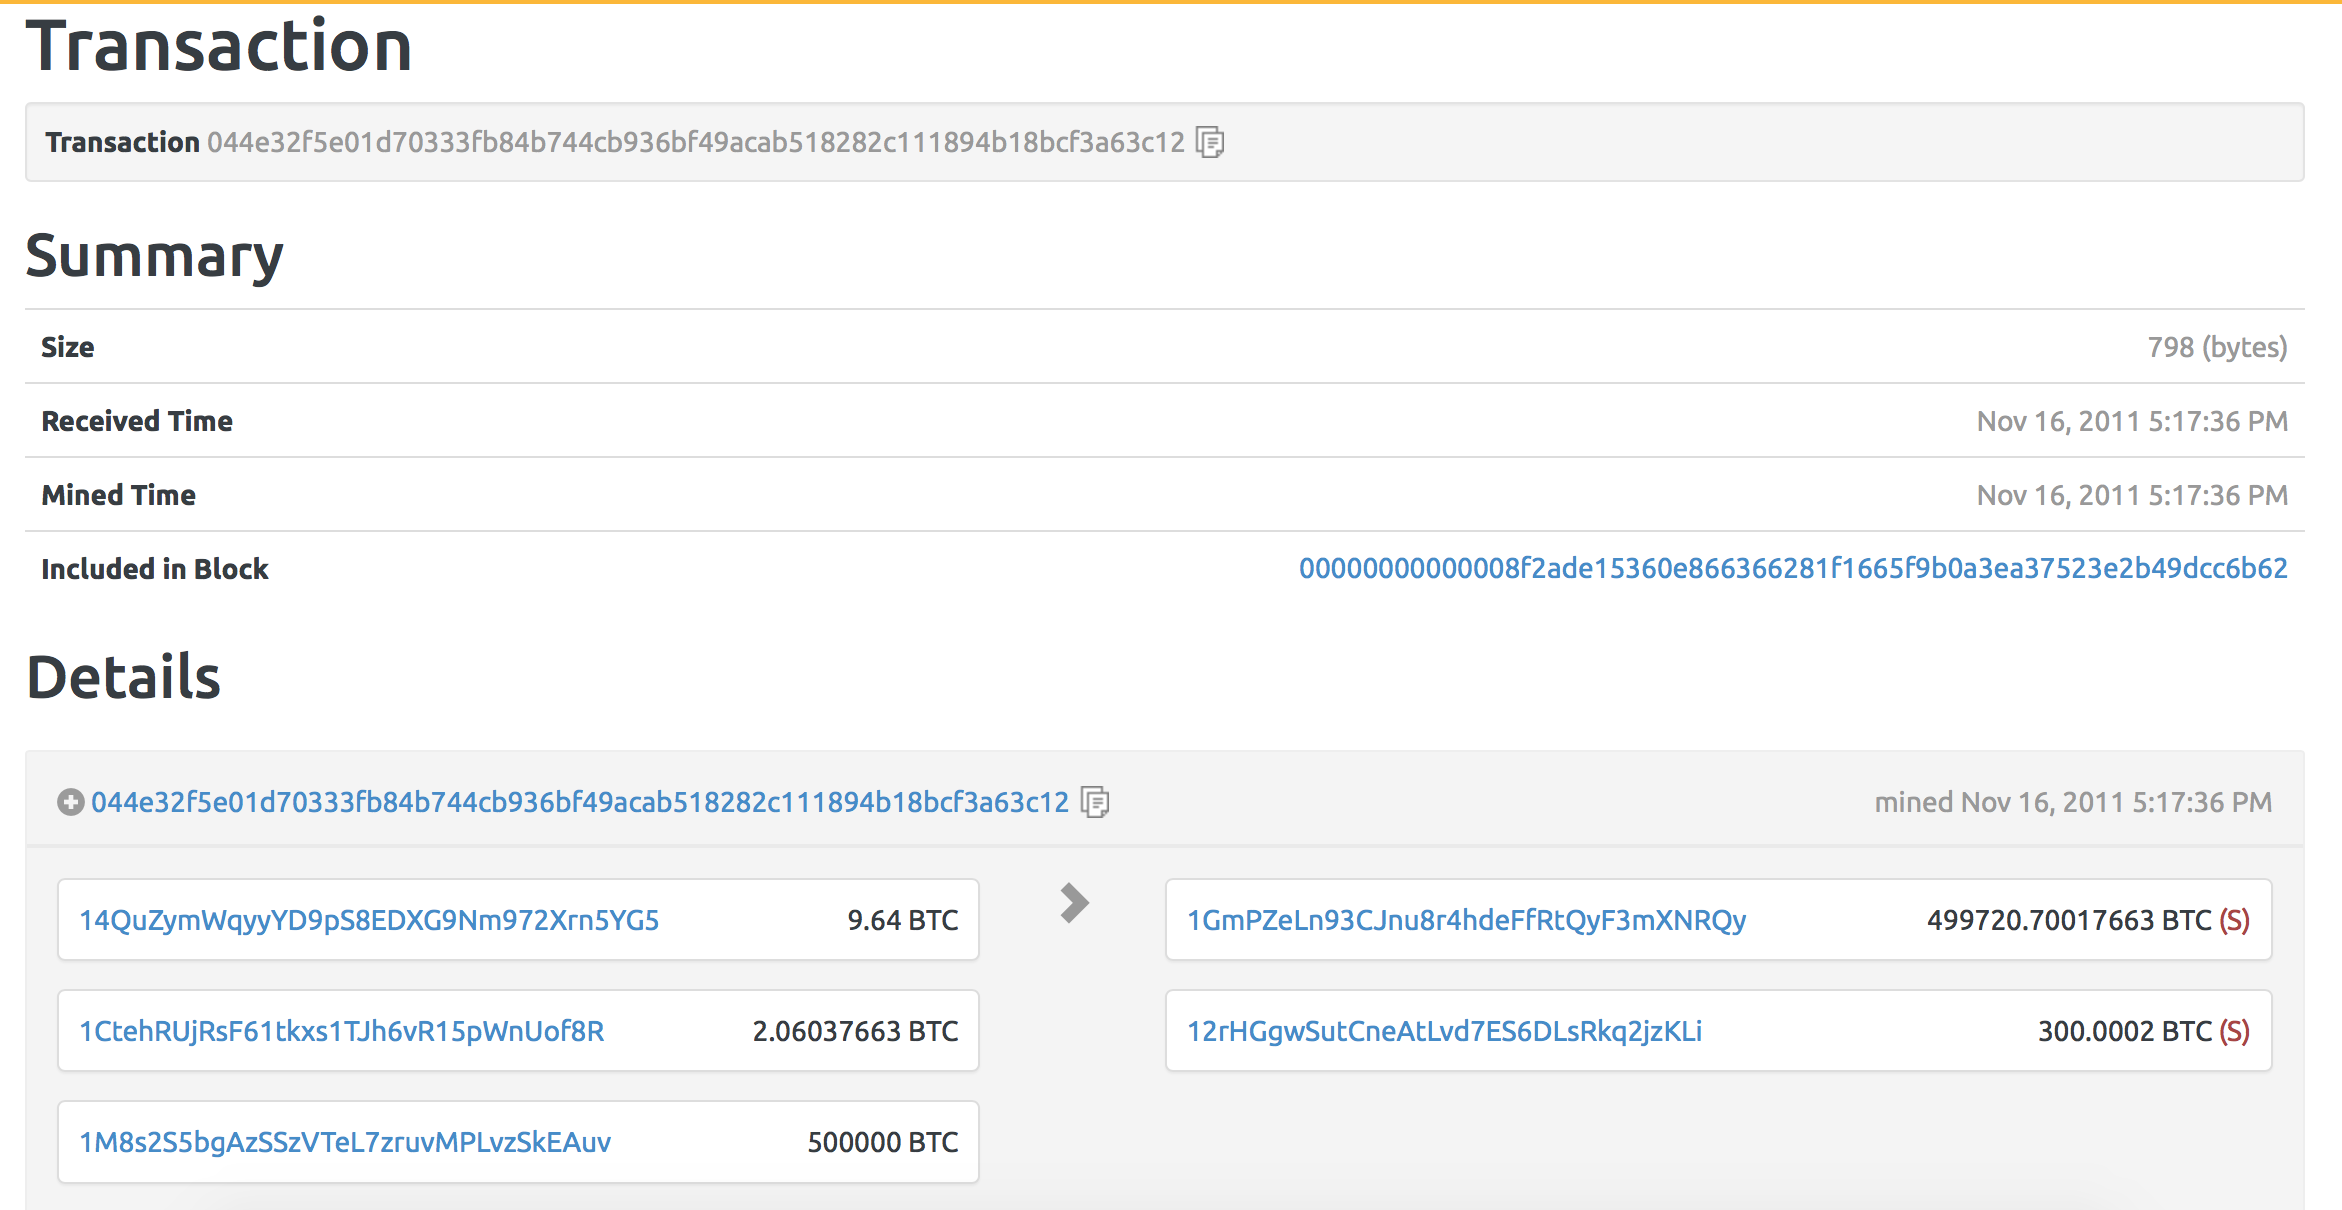 Transaction
Transaction 044e32f5e01d70333fb84b744cb936bf49acab518282c111894b18bcf3a63c12
Summary
Size 798 (bytes)
Received Time Nov 16, 2011 5:17:36 PM
Mined Time Nov 16, 2011 5:17:36 PM
Included in Block 00000000000008f2ade15360e866366281f1665f9b0a3ea37523e2b49dcc6b62
Details
044e32f5e01d70333fb84b744cb936bf49acab518282c111894b18bcf3a63c12 mined Nov 16, 2011 5:17:36 PM
14QuZymWqyyYD9pS8EDXG9Nm972Xrn5YG5 9.64 BTC 1GmPZeLn93CJnu8r4hdeFfRtQyF3mXNRQy 499720.70017663 BTC (S)
1CtehRUjRsF61tkxs1TJh6vR15pWnUof8R 2.06037663 BTC 12rHGgwSutCneAtLvd7ES6DLsRkq2jzKLi 300.0002 BTC (S)
1M8s2S5bgAzSSzVTeL7zruvMPLvzSkEAuv 500000 BTC